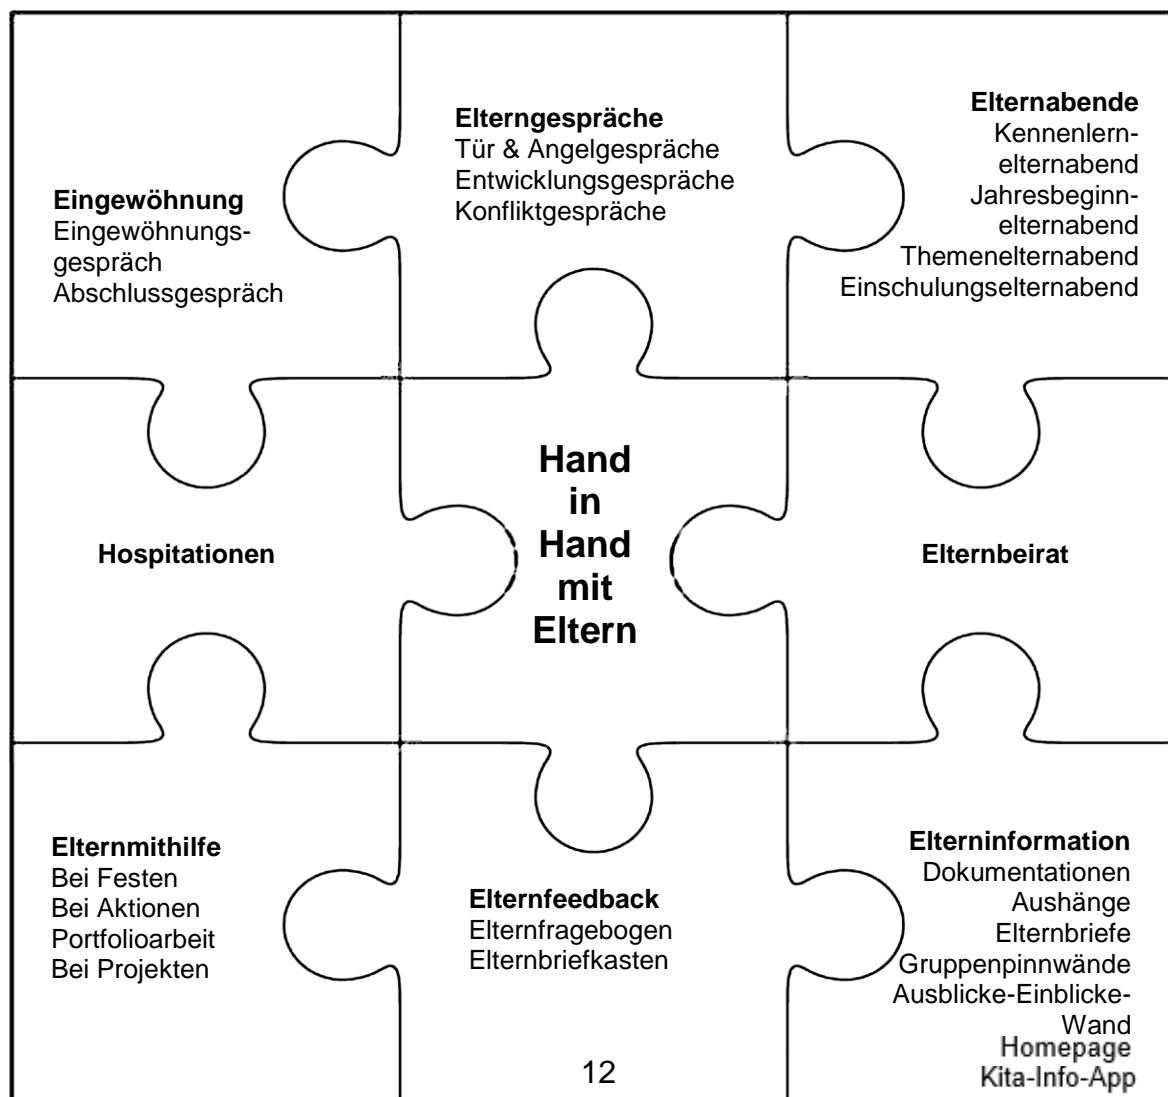 Eingewöhnung
Eingewöhnungs-
gespräch
Abschlussgespräch
Elterngespräche
Tür & Angelgespräche
Entwicklungsgespräche
Konfliktgespräche
Elternabende
Kennenlern-
elternabend
Jahresbeginn-
elternabend
Themenelternabend
Einschulungselternabend
Hospitationen
Hand
in
Hand
mit
Eltern
Elternbeirat
Elternmithilfe
Bei Festen
Bei Aktionen
Portfolioarbeit
Bei Projekten
Elternfeedback
Elternfragebogen
Elternbriefkasten
Elterninformation
Dokumentationen
Aushänge
Elternbriefe
Gruppenpinnwände
Ausblicke-Einblicke-
Wand
Homepage
Kita-Info-App
12